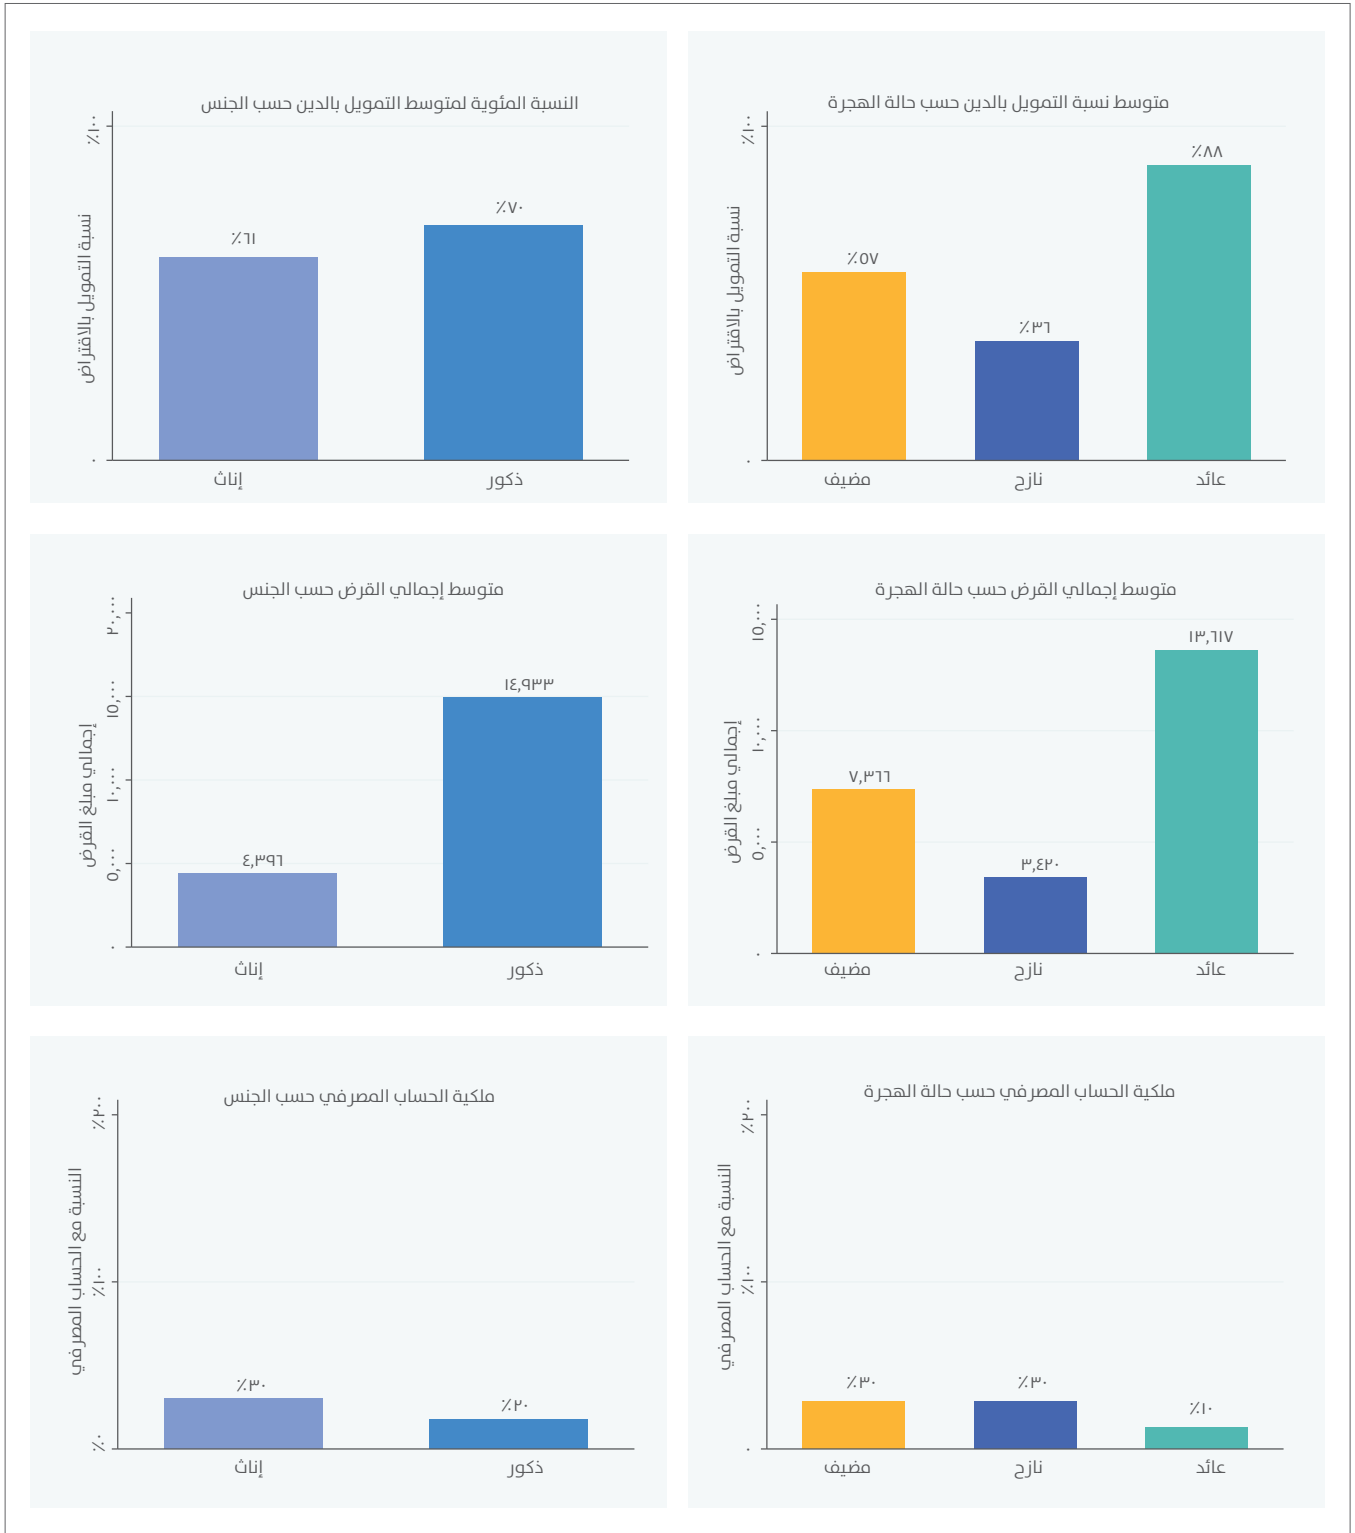 متوسط نسبة التمويل بالدين حسب حالة الهجرة
٪١٠٠
نسبة التمويل بالاقتراض
٪٨٨
٪٥٧
٪٣٦
٠
عائد
نازح
مضيف
النسبة المئوية لمتوسط التمويل بالدين حسب الجنس
٪١٠٠
نسبة التمويل بالاقتراض
٪٧٠
٪٦١
٠
ذكور
إناث
متوسط إجمالي القرض حسب حالة الهجرة
١٥,٠٠٠
١٠,٠٠٠
٥,٠٠٠
٠
إجمالي مبلغ القرض
١٣,٦١٧
٧,٣٦٦
٣,٤٢٠
عائد
نازح
مضيف
متوسط إجمالي القرض حسب الجنس
٢٠,٠٠٠
١٥,٠٠٠
١٠,٠٠٠
٥,٠٠٠
٠
إجمالي مبلغ القرض
١٤,٩٣٣
٤,٣٩٦
ذكور
إناث
ملكية الحساب المصرفي حسب حالة الهجرة
٪٢٠٠
٪١٠٠
٠
النسبة مع الحساب المصرفي
٪١٠
٪٣٠
٪٣٠
عائد
نازح
مضيف
ملكية الحساب المصرفي حسب الجنس
٪٢٠٠
٪١٠٠
٪٠
النسبة مع الحساب المصرفي
٪٢٠
٪٣٠
ذكور
إناث